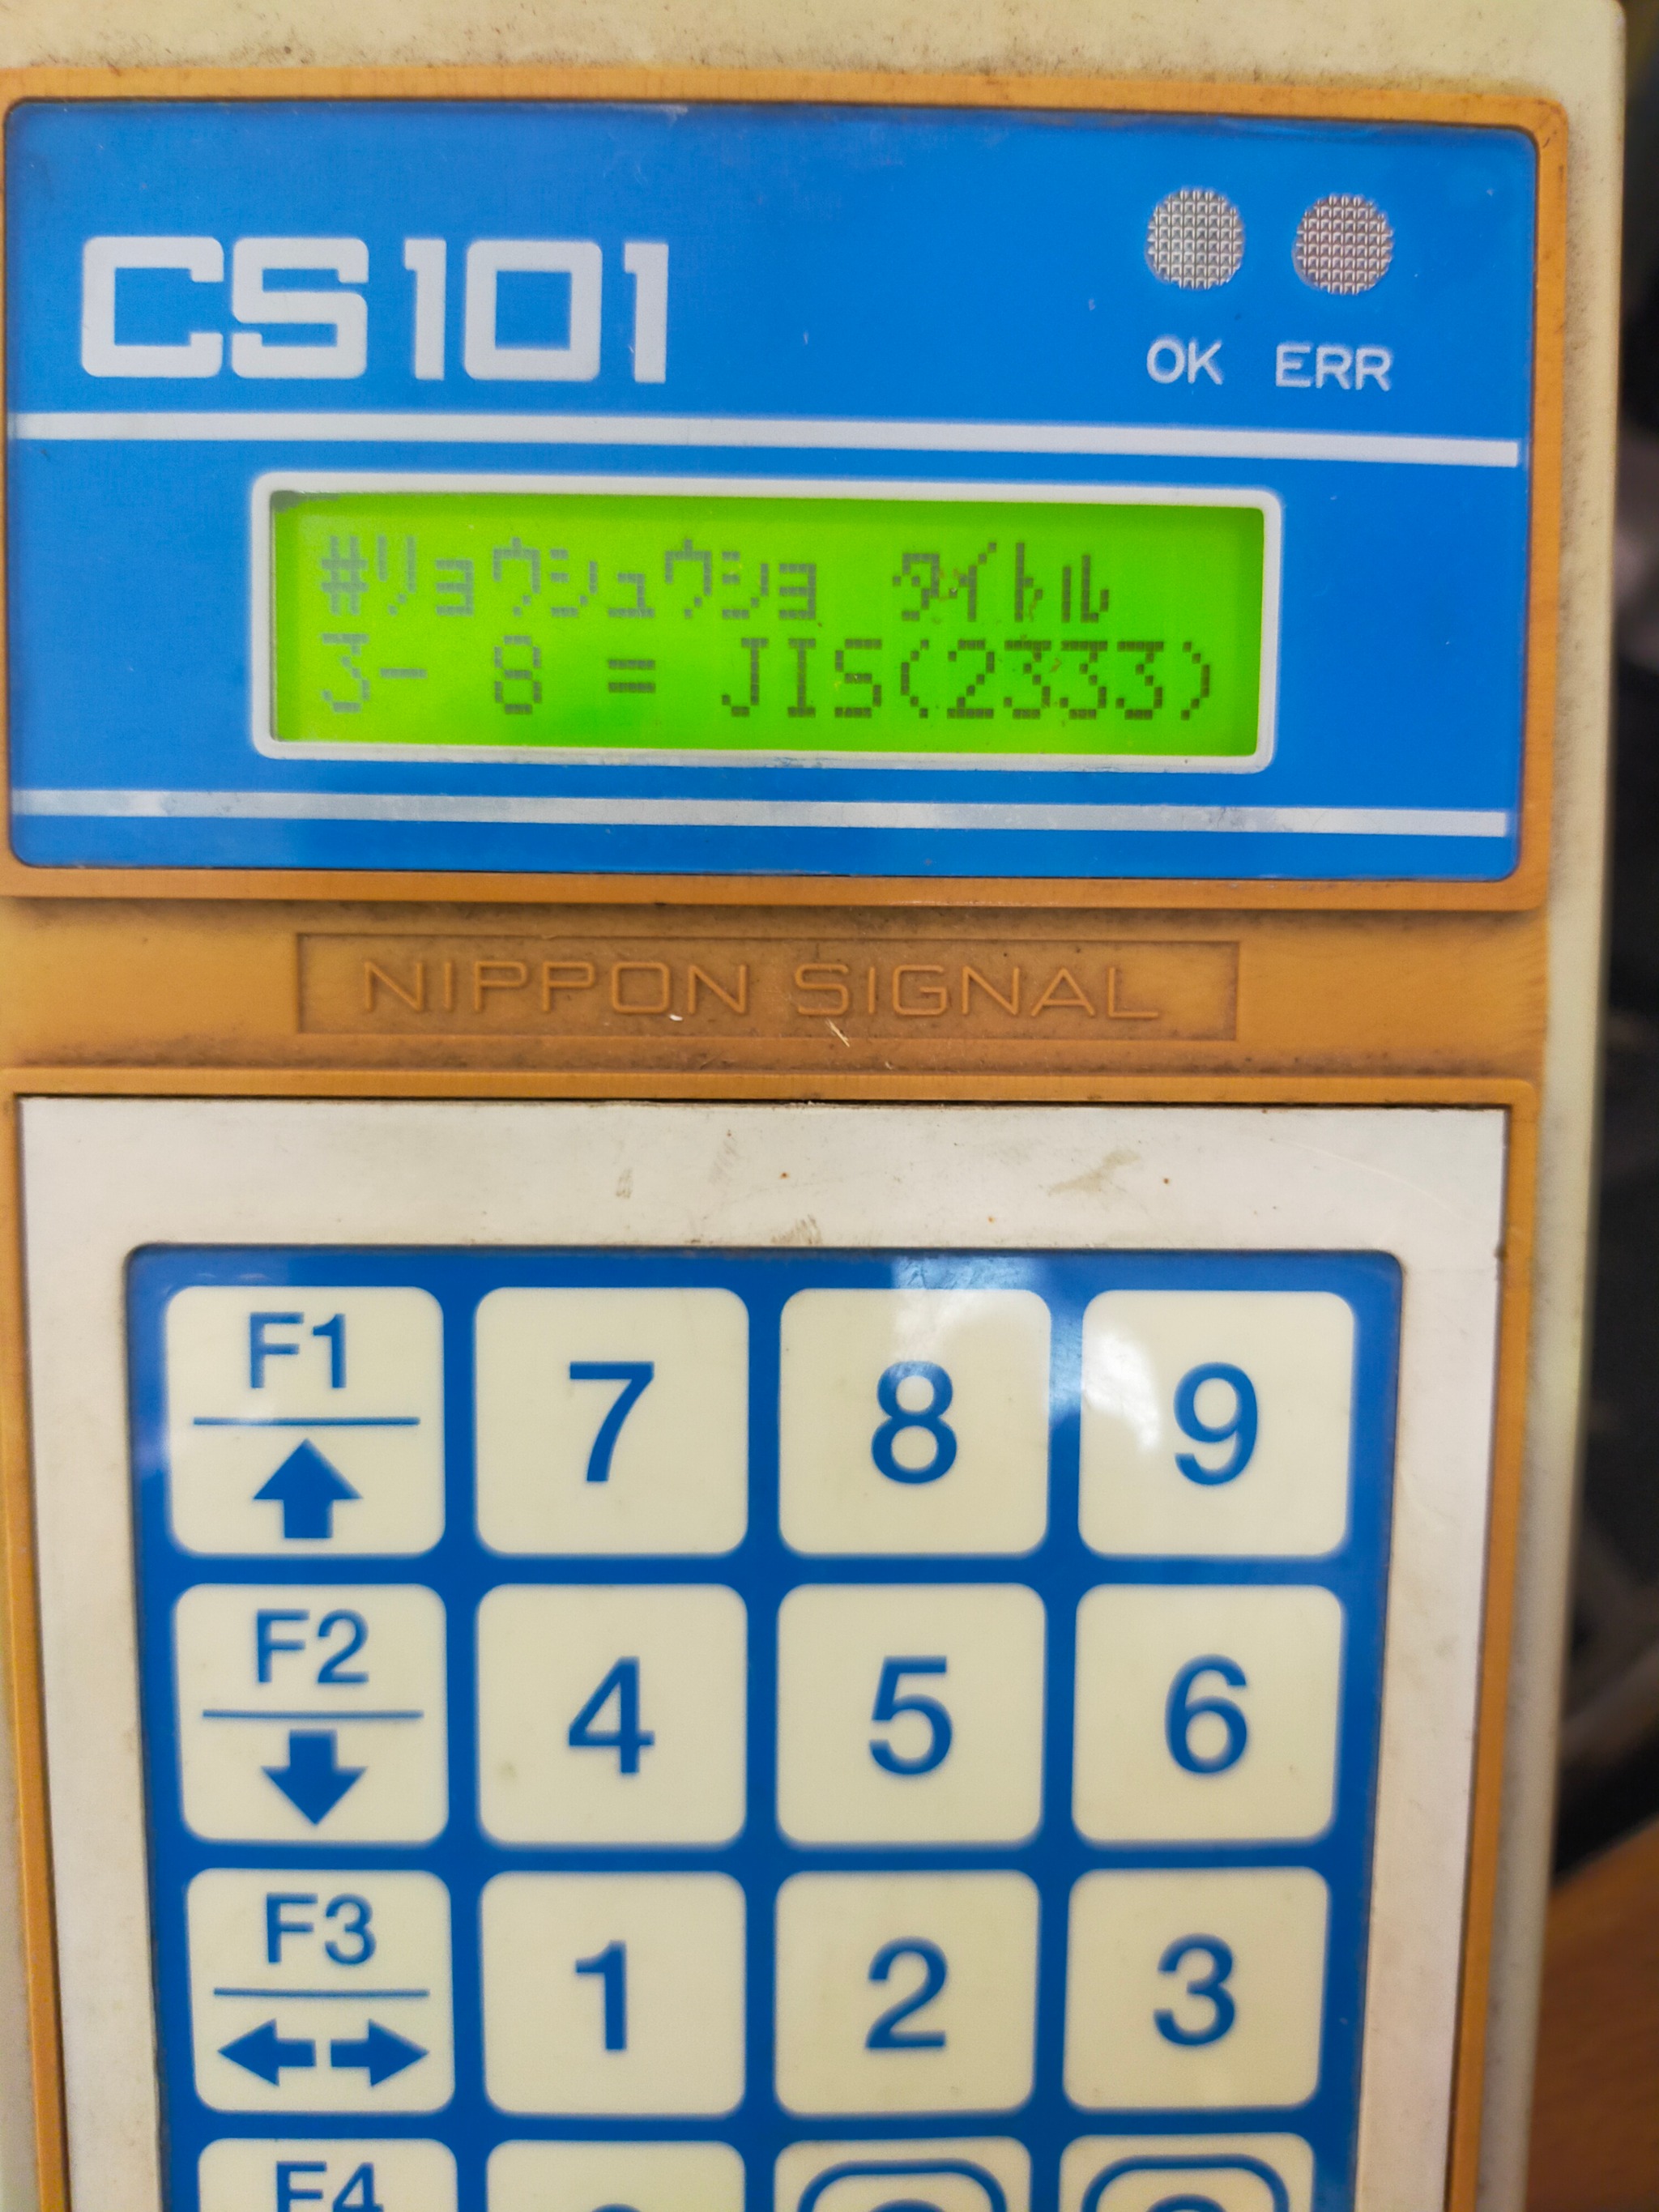 CS101
OK ERR
#リョウシュウショ タイトル
3- 8 = JIS(2333)
NIPPON SIGNAL
F1 7 8 9
F2 4 5 6
F3 1 2 3
F4